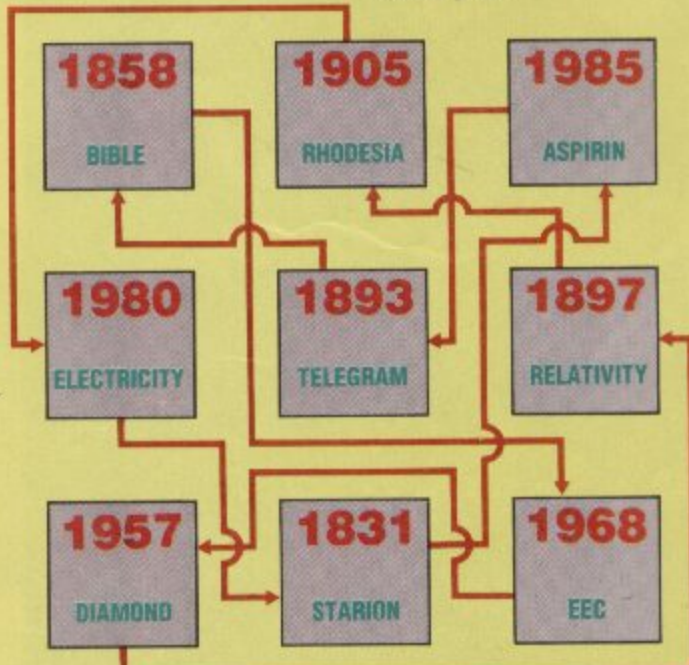 1858
BIBLE
1905
RHODESIA
1985
ASPIRIN
1980
ELECTRICITY
1893
TELEGRAM
1897
RELATIVITY
1957
DIAMOND
1831
STARION
1968
EEC